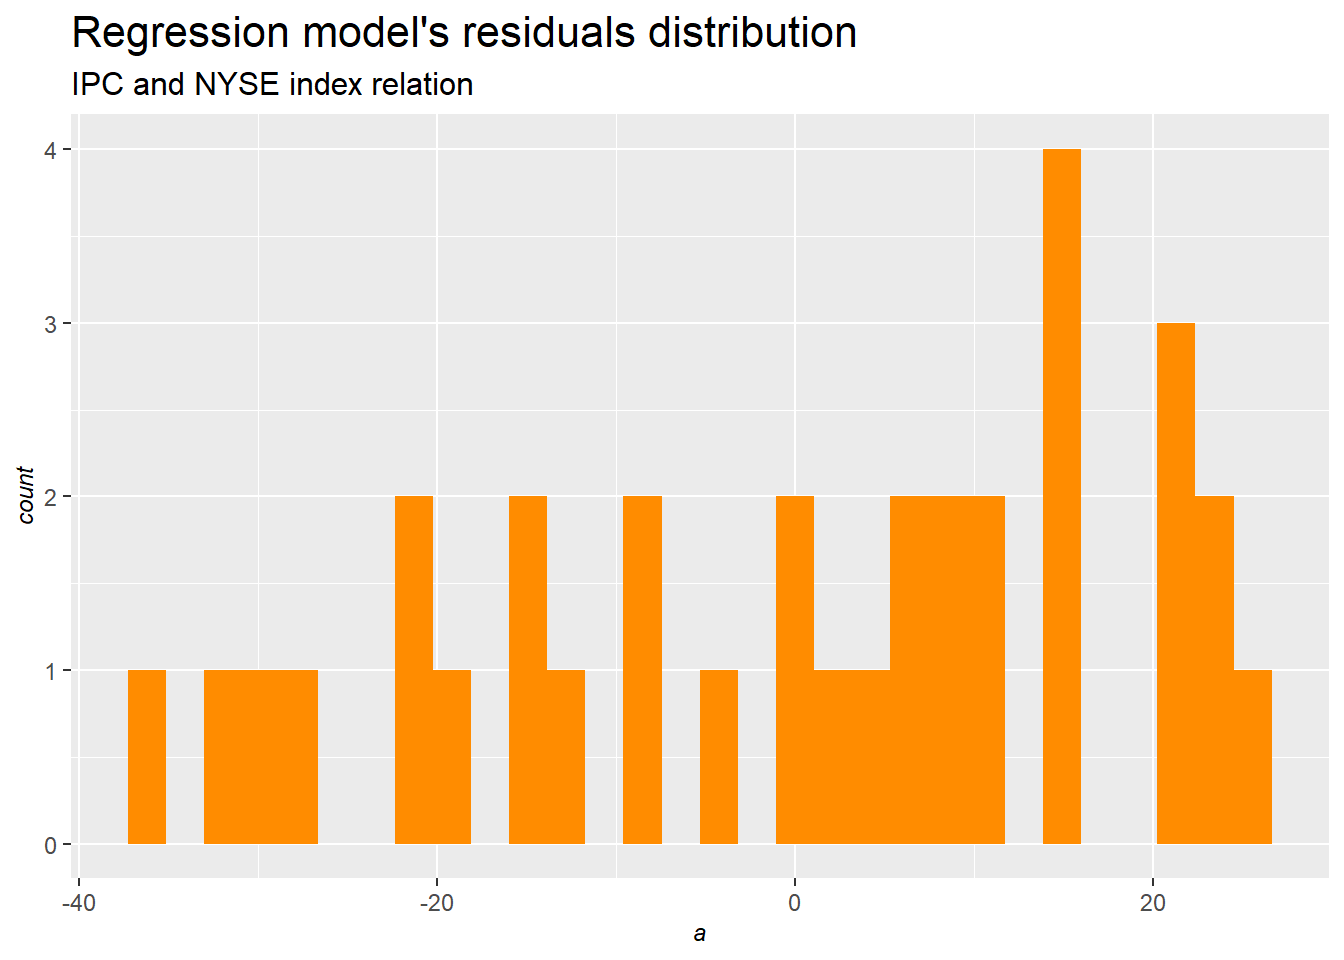 Regression model's residuals distribution
IPC and NYSE index relation
4
3
2
1
0
count
-40
-20
0
20
a